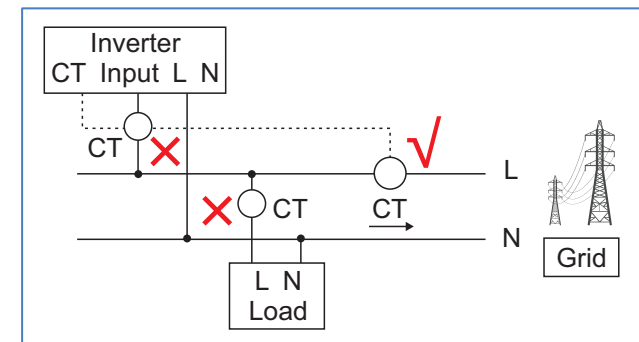 Inverter
CT Input L N
CT
√
L
CT
CT
N
Grid
L N
Load